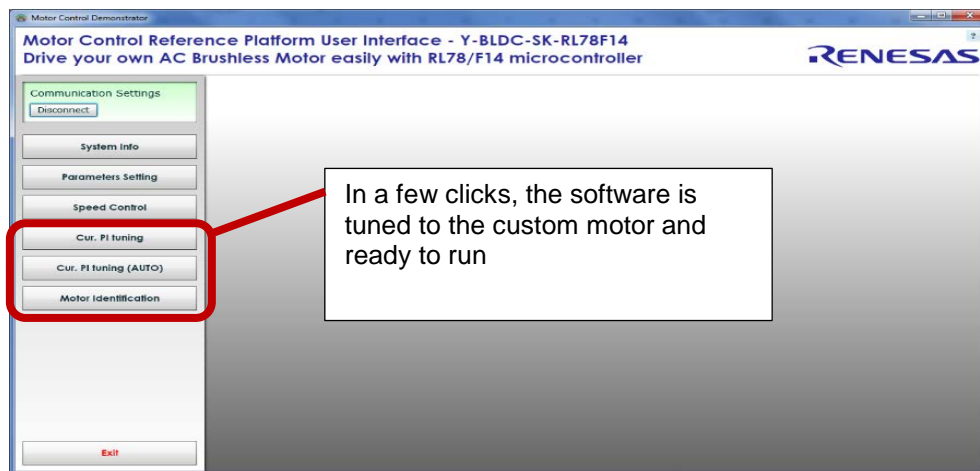 Motor Control Demonstrator
Motor Control Reference Platform User Interface - Y-BLDC-SK-RL78F14
Drive your own AC Brushless Motor easily with RL78/F14 microcontroller
?
RENESAS
Communication Settings
Disconnect
System Info
Parameters Setting
Speed Control
Cur. PI tuning
Cur. PI tuning (AUTO)
Motor Identification
Exit
In a few clicks, the software is
tuned to the custom motor and
ready to run